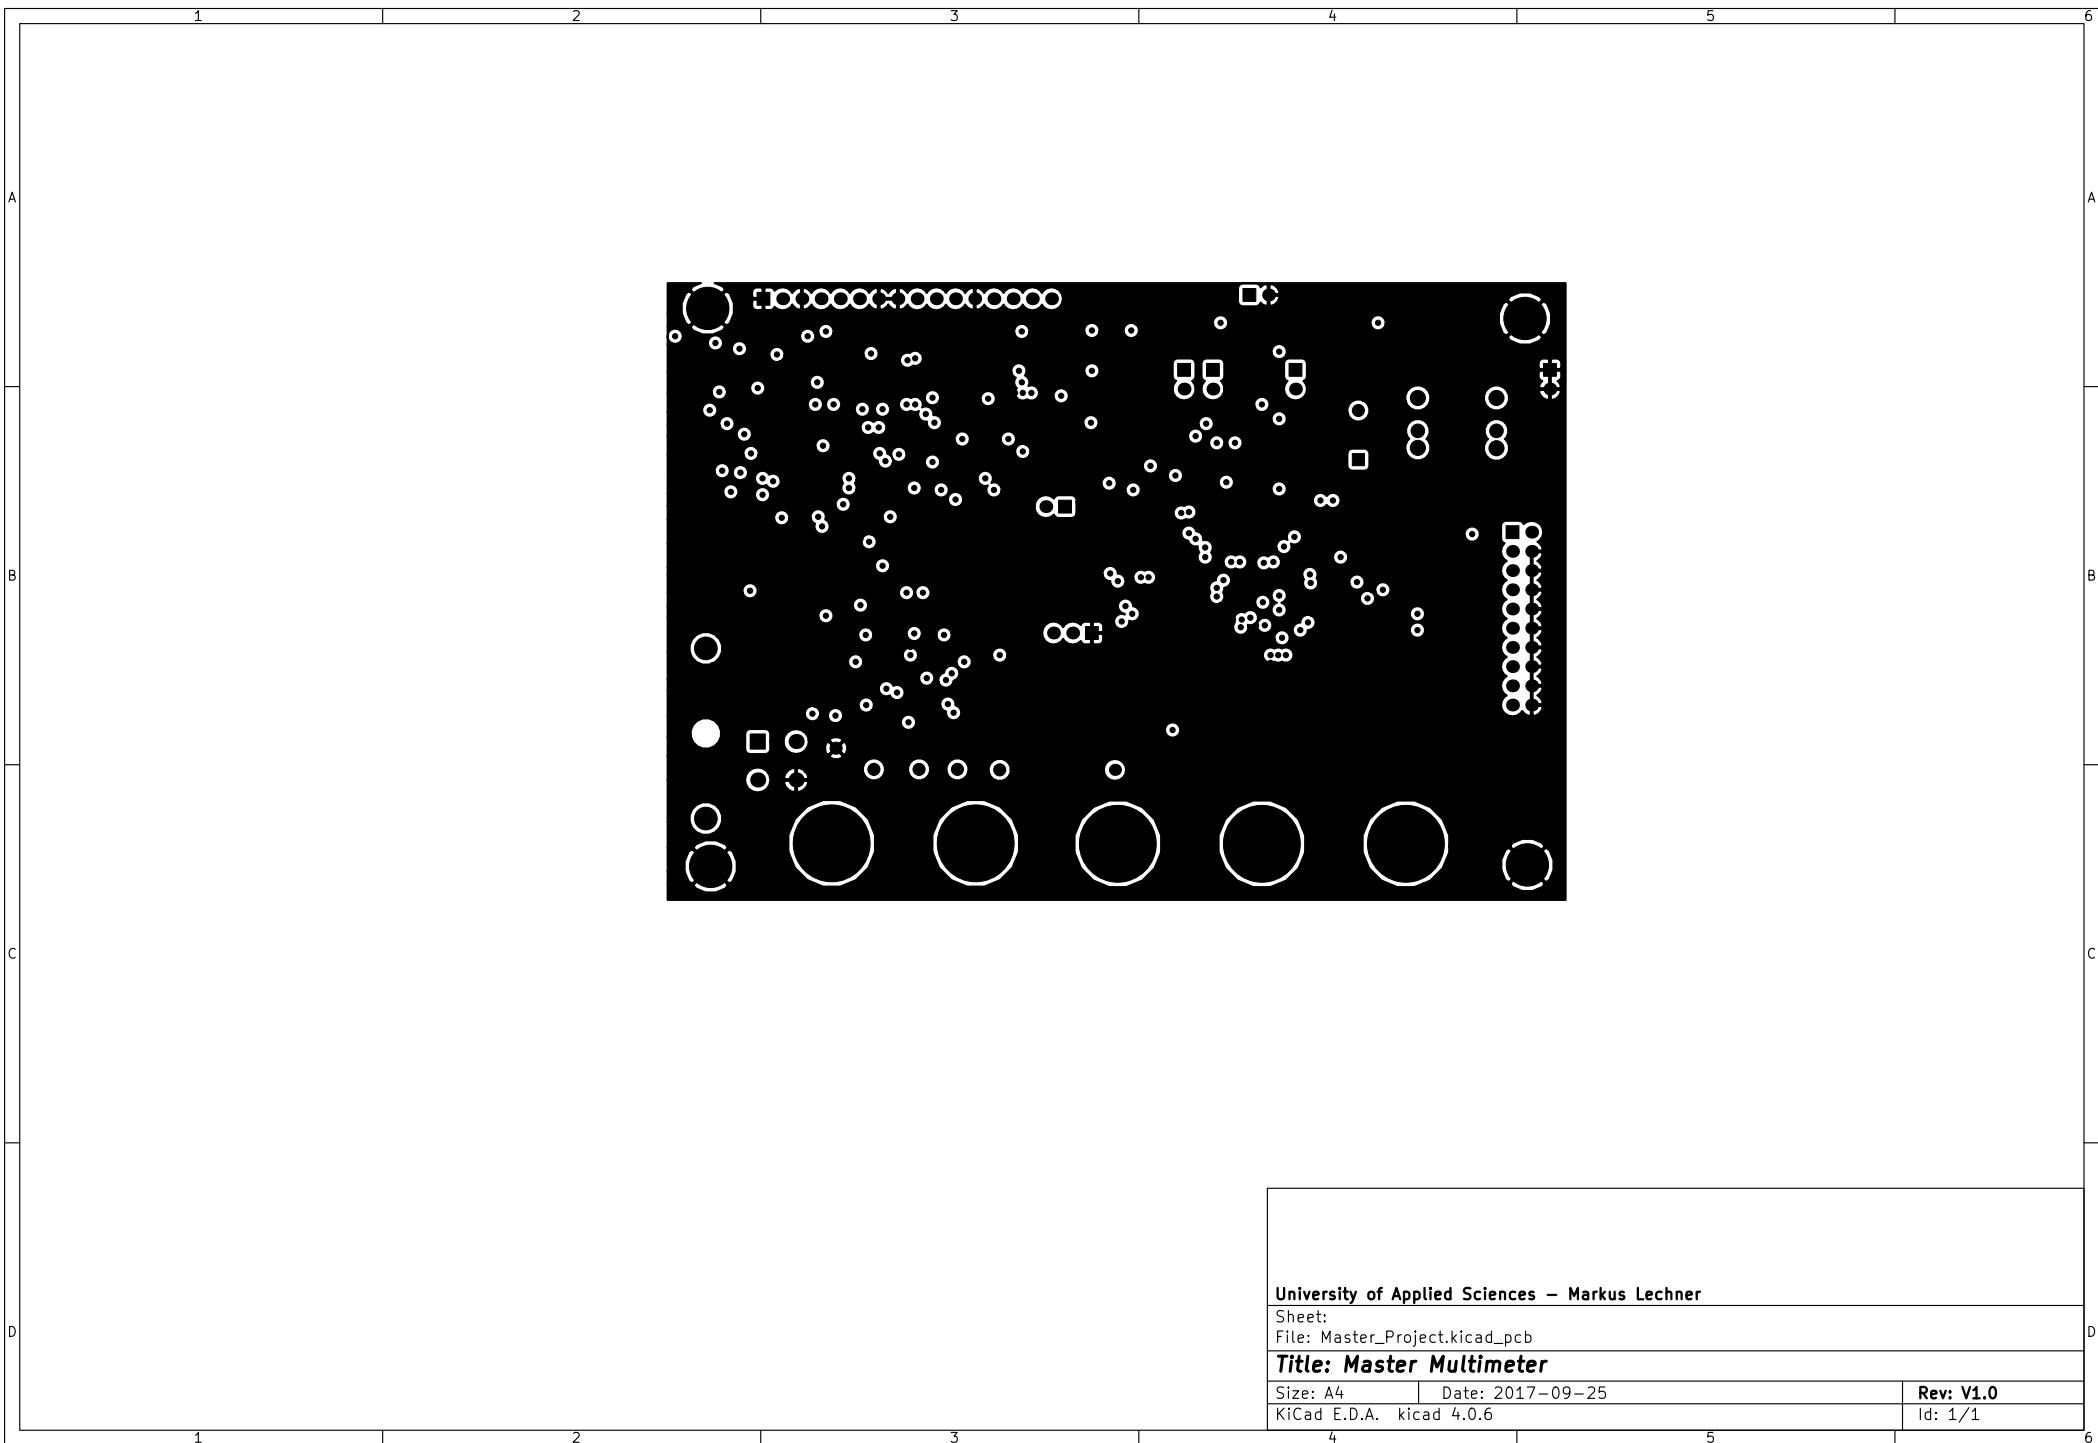 1 2 3 4 5 6
A A
B B
C C
D D
University of Applied Sciences – Markus Lechner
Sheet:
File: Master_Project.kicad_pcb
Title: Master Multimeter
Size: A4 Date: 2017-09-25 Rev: V1.0
KiCad E.D.A. kicad 4.0.6 Id: 1/1
1 2 3 4 5 6